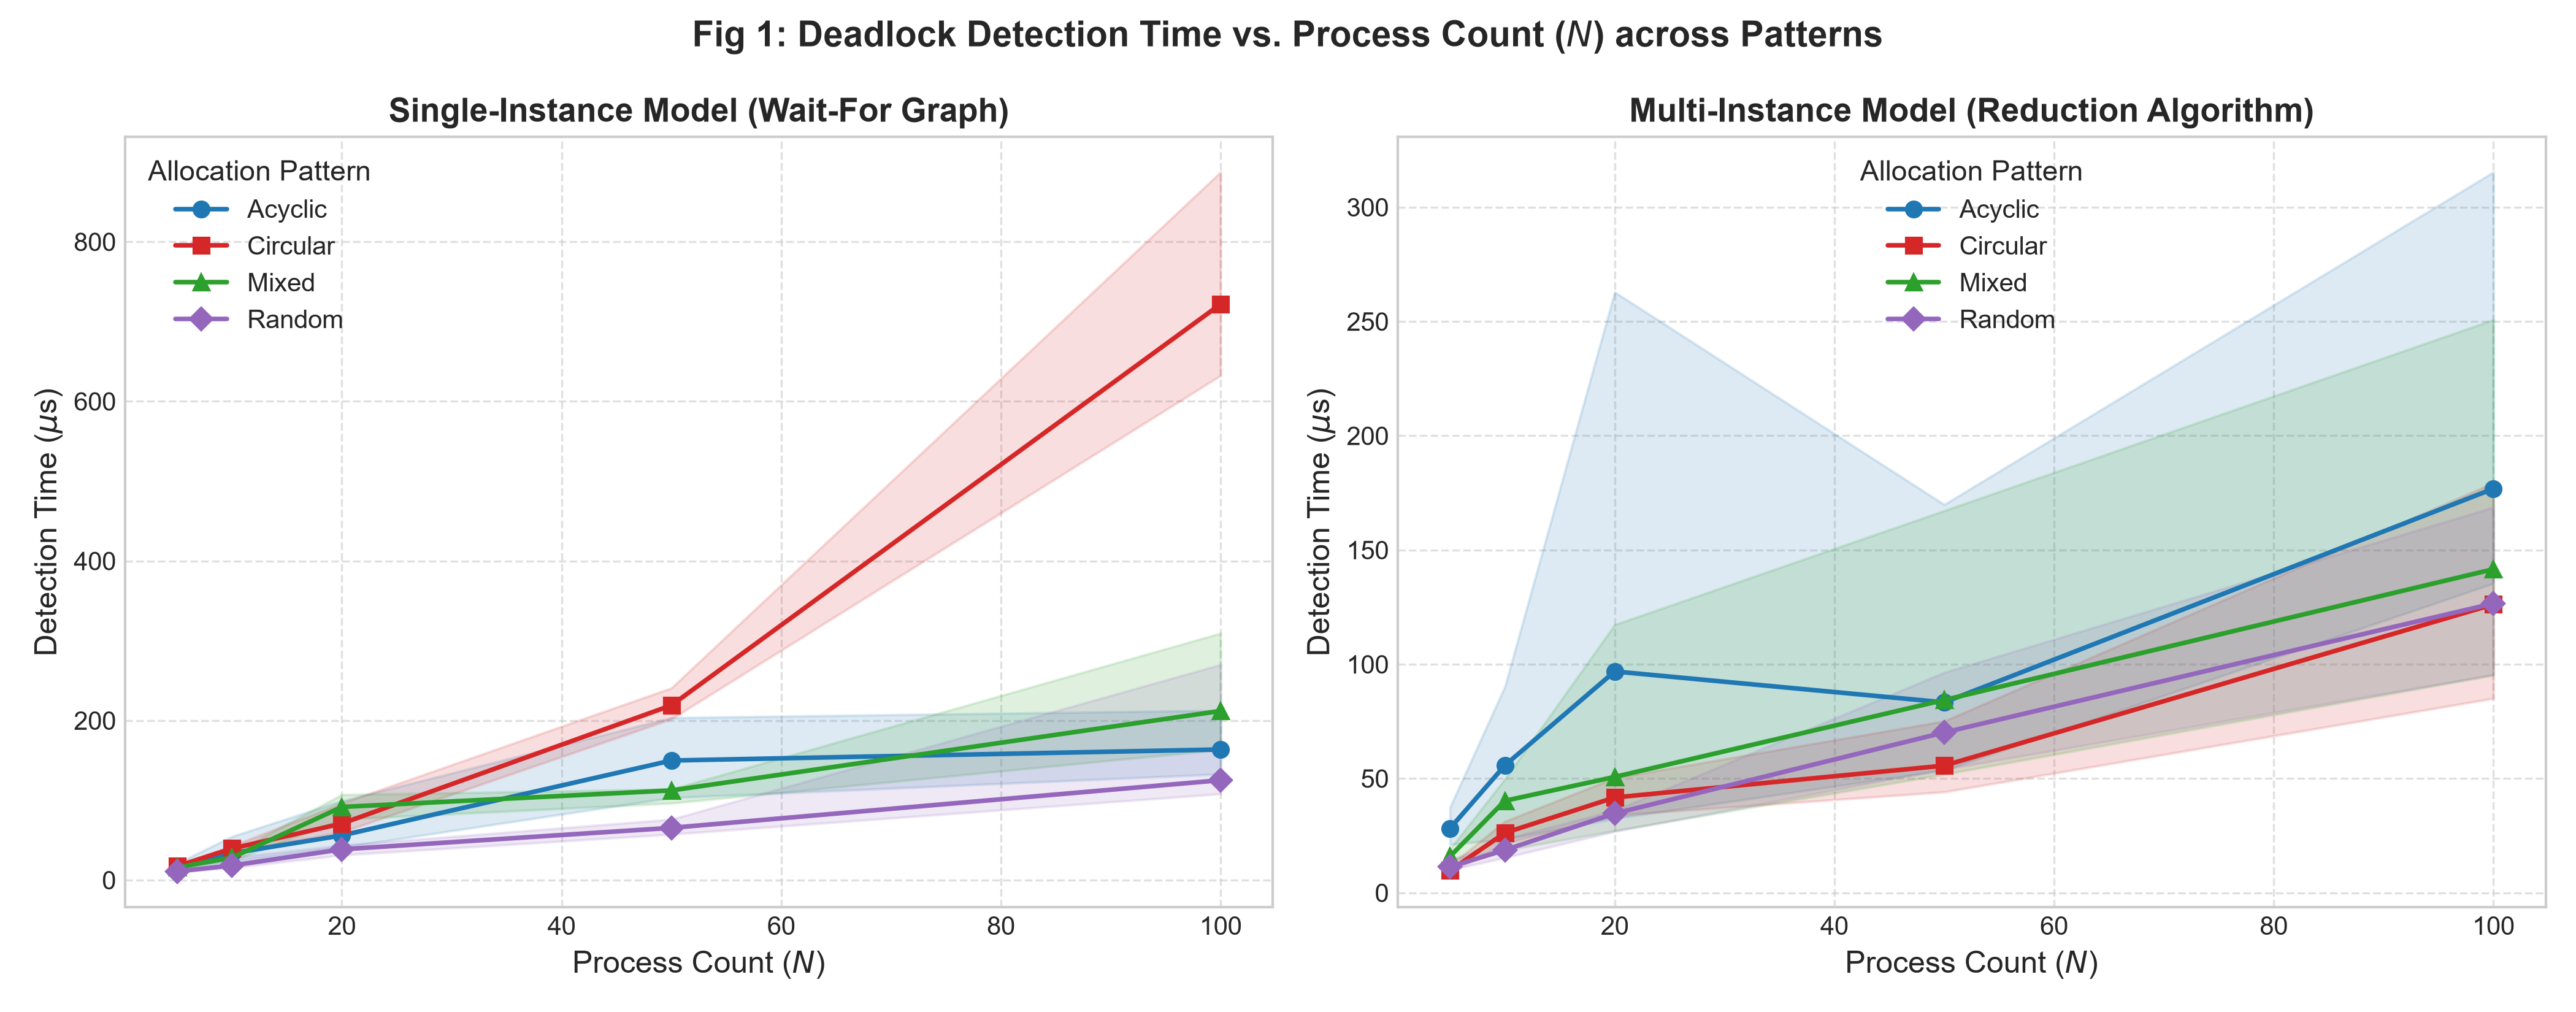 Fig 1: Deadlock Detection Time vs. Process Count (N) across Patterns
Single-Instance Model (Wait-For Graph)
Allocation Pattern
Acyclic
Circular
Mixed
Random
Detection Time (μs)
800
600
400
200
0
20 40 60 80 100
Process Count (N)
Multi-Instance Model (Reduction Algorithm)
Allocation Pattern
Acyclic
Circular
Mixed
Random
Detection Time (μs)
300
250
200
150
100
50
0
20 40 60 80 100
Process Count (N)